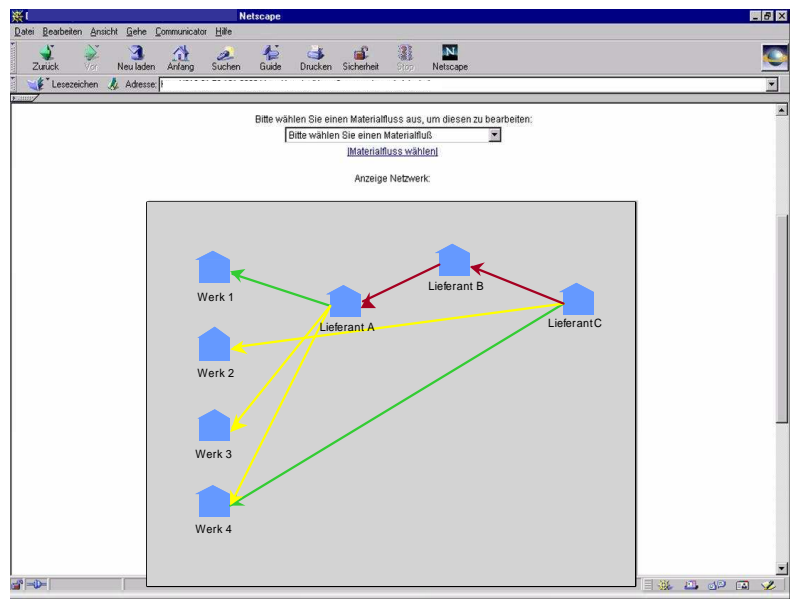 Netscape
Datei Bearbeiten Ansicht Gehe Communicator Hilfe
Zurück Vor Neu laden Anfang Suchen Guide Drucken Sicherheit Stop Netscape
Lesezeichen Adresse:
Bitte wählen Sie einen Materialfluss aus, um diesen zu bearbeiten:
Bitte wählen Sie einen Materialfluß
|Materialfluss wählen|
Anzeige Netzwerk:
Lieferant B
Werk 1
Lieferant A
Lieferant C
Werk 2
Werk 3
Werk 4